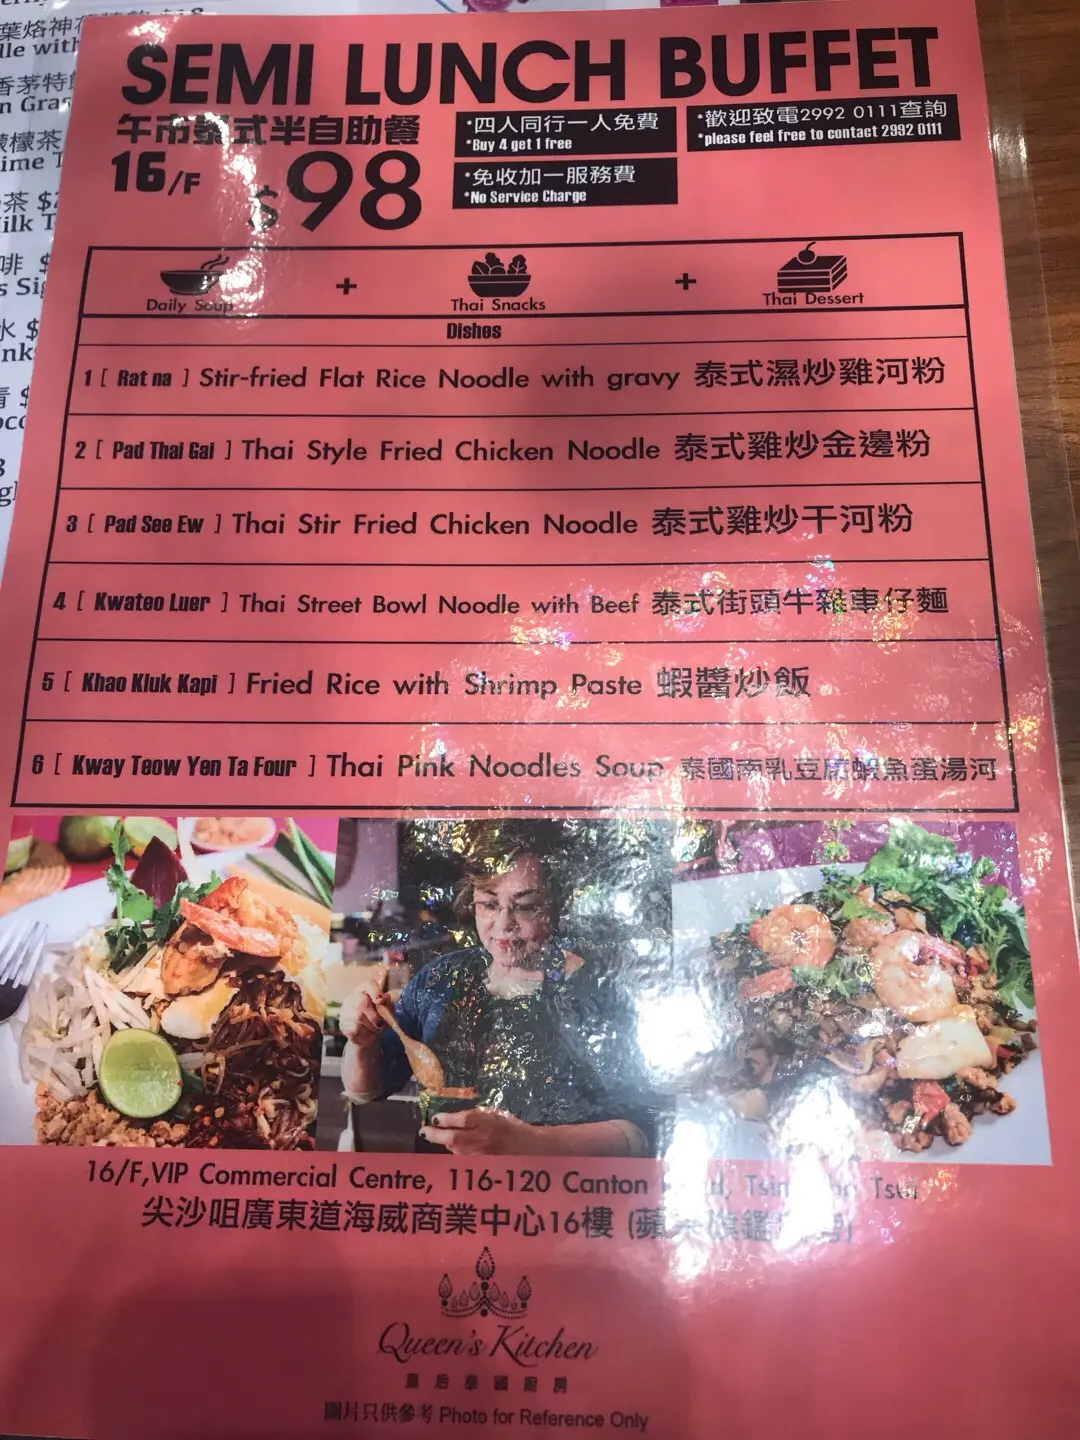 SEMI LUNCH BUFFET
午市泰式半自助餐
16/F
$98
*四人同行一人免費
*Buy 4 get 1 free
*免收加一服務費
*No Service Charge
*歡迎致電2992 0111查詢
*please feel free to contact 2992 0111
Daily Soup + Thai Snacks + Thai Dessert
Dishes
1 [ Rat na ] Stir-fried Flat Rice Noodle with gravy 泰式濕炒雞河粉
2 [ Pad Thai Gai ] Thai Style Fried Chicken Noodle 泰式雞炒金邊粉
3 [ Pad See Ew ] Thai Stir Fried Chicken Noodle 泰式雞炒干河粉
4 [ Kwateo Luer ] Thai Street Bowl Noodle with Beef 泰式街頭牛雜車仔麵
5 [ Khao Kluk Kapi ] Fried Rice with Shrimp Paste 蝦醬炒飯
6 [ Kway Teow Yen Ta Four ] Thai Pink Noodles Soup 泰國南乳豆腐蝦魚蛋湯河
16/F,VIP Commercial Centre, 116-120 Canton Tsui
尖沙咀廣東道海威商業中心16樓
Queen's Kitchen
皇后泰國廚房
圖片只供參考 Photo for Reference Only